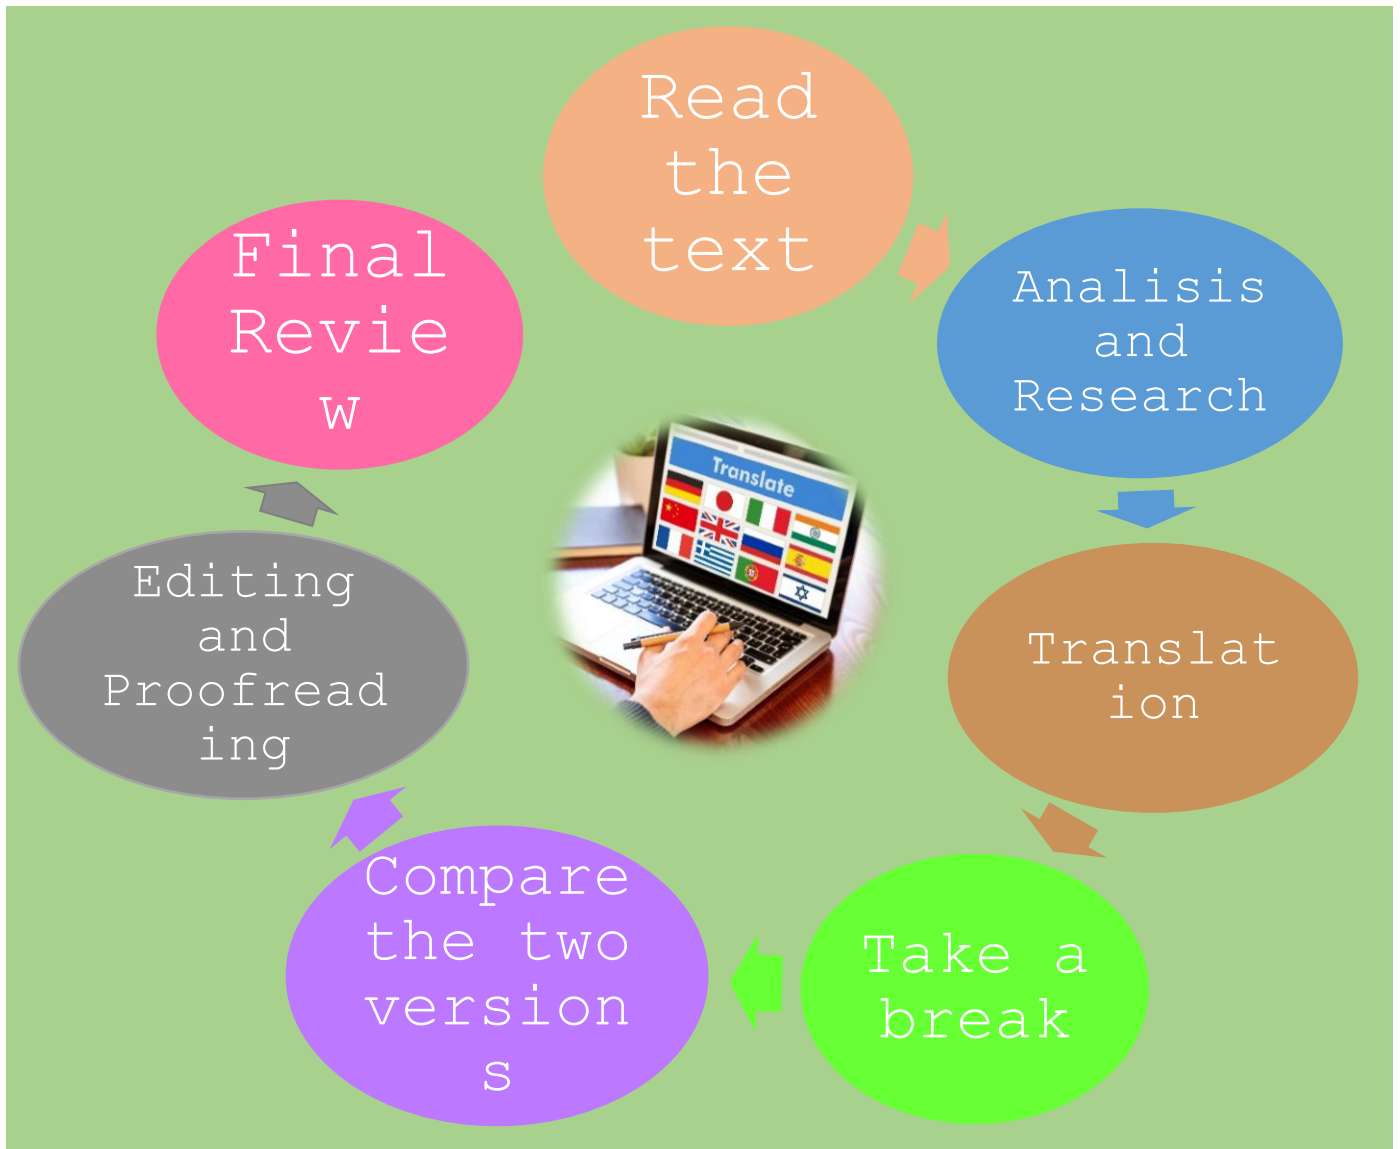 Read
the
text
Analisis
and
Research
Translat
ion
Take a
break
Compare
the two
version
s
Editing
and
Proofread
ing
Final
Revie
w
Translate